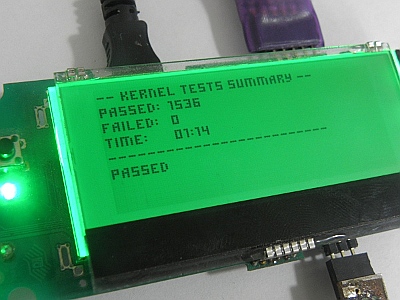 -- KERNEL TESTS SUMMARY --
PASSED: 1536
FAILED: 0
TIME: 01:14
-----------------------------
PASSED